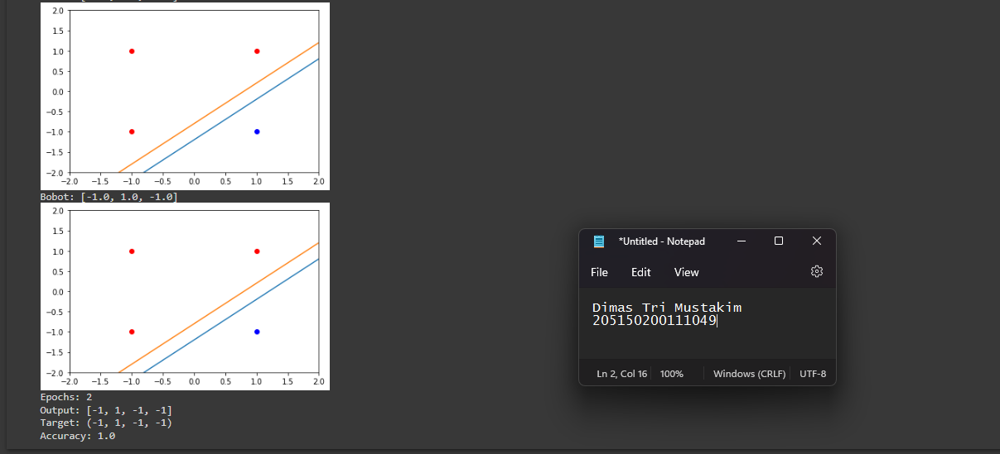 2.0
1.5
1.0
0.5
0.0
−0.5
−1.0
−1.5
−2.0
−2.0 −1.5 −1.0 −0.5 0.0 0.5 1.0 1.5 2.0
Bobot: [-1.0, 1.0, -1.0]
2.0
1.5
1.0
0.5
0.0
−0.5
−1.0
−1.5
−2.0
−2.0 −1.5 −1.0 −0.5 0.0 0.5 1.0 1.5 2.0
Epochs: 2
Output: [-1, 1, -1, -1]
Target: (-1, 1, -1, -1)
Accuracy: 1.0
*Untitled - Notepad
File Edit View
Dimas Tri Mustakim
205150200111049
Ln 2, Col 16 100% Windows (CRLF) UTF-8